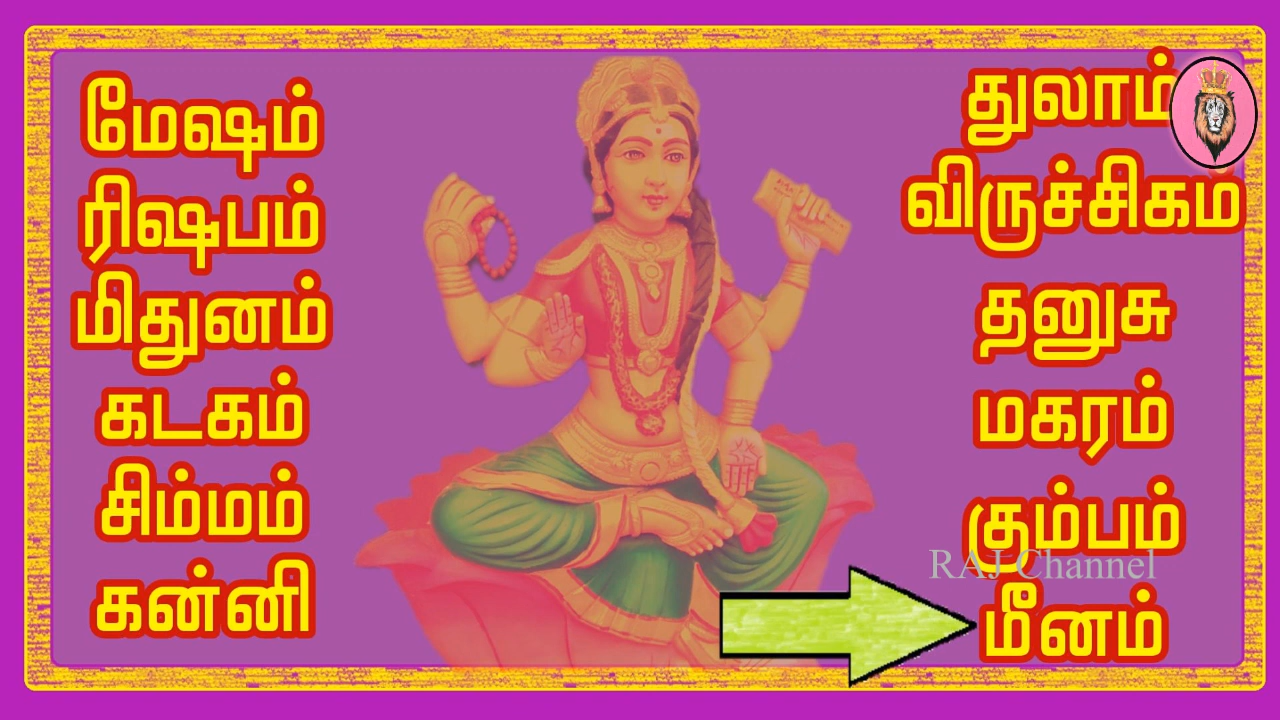 மேஷம்
ரிஷபம்
மிதுனம்
கடகம்
சிம்மம்
கன்னி
துலாம்
விருச்சிகம்
தனுசு
மகரம்
கும்பம்
RAJ Channel
மீனம்